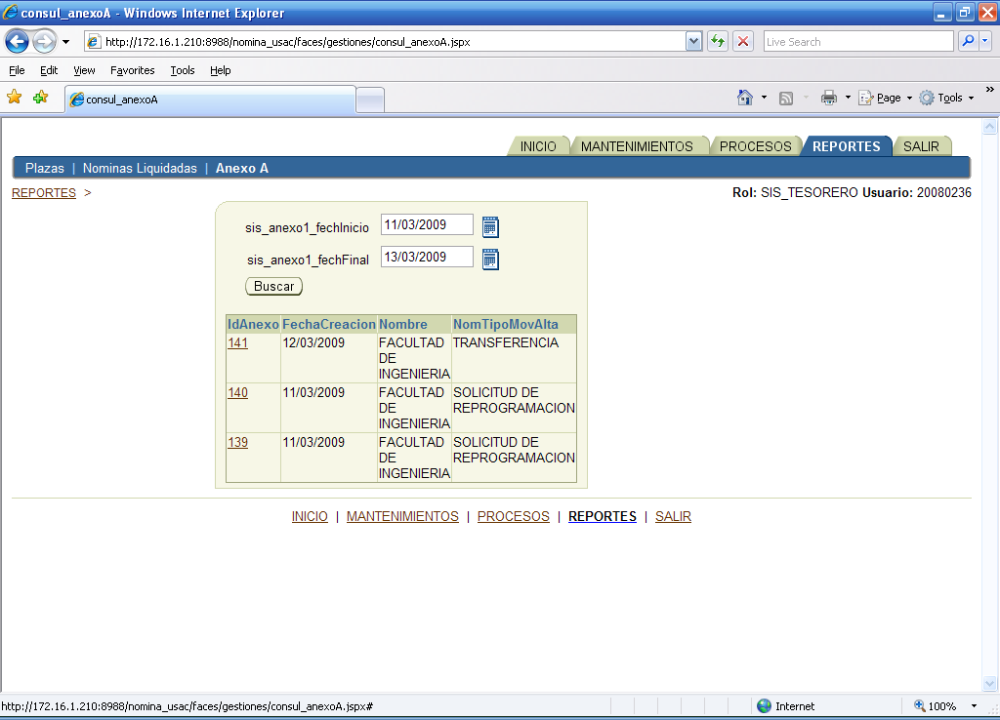 consul_anexoA - Windows Internet Explorer
http://172.16.1.210:8988/nomina_usac/faces/gestiones/consul_anexoA.jspx
Live Search
File Edit View Favorites Tools Help
consul_anexoA
Page Tools »
INICIO MANTENIMIENTOS PROCESOS REPORTES SALIR
Plazas | Nominas Liquidadas | Anexo A
REPORTES > Rol: SIS_TESORERO Usuario: 20080236
sis_anexo1_fechInicio 11/03/2009
sis_anexo1_fechFinal 13/03/2009
Buscar
IdAnexo FechaCreacion Nombre NomTipoMovAlta
141 12/03/2009 FACULTAD TRANSFERENCIA
DE
INGENIERIA
140 11/03/2009 FACULTAD SOLICITUD DE
DE REPROGRAMACION
INGENIERIA
139 11/03/2009 FACULTAD SOLICITUD DE
DE REPROGRAMACION
INGENIERIA
INICIO | MANTENIMIENTOS | PROCESOS | REPORTES | SALIR
http://172.16.1.210:8988/nomina_usac/faces/gestiones/consul_anexoA.jspx# Internet 100%